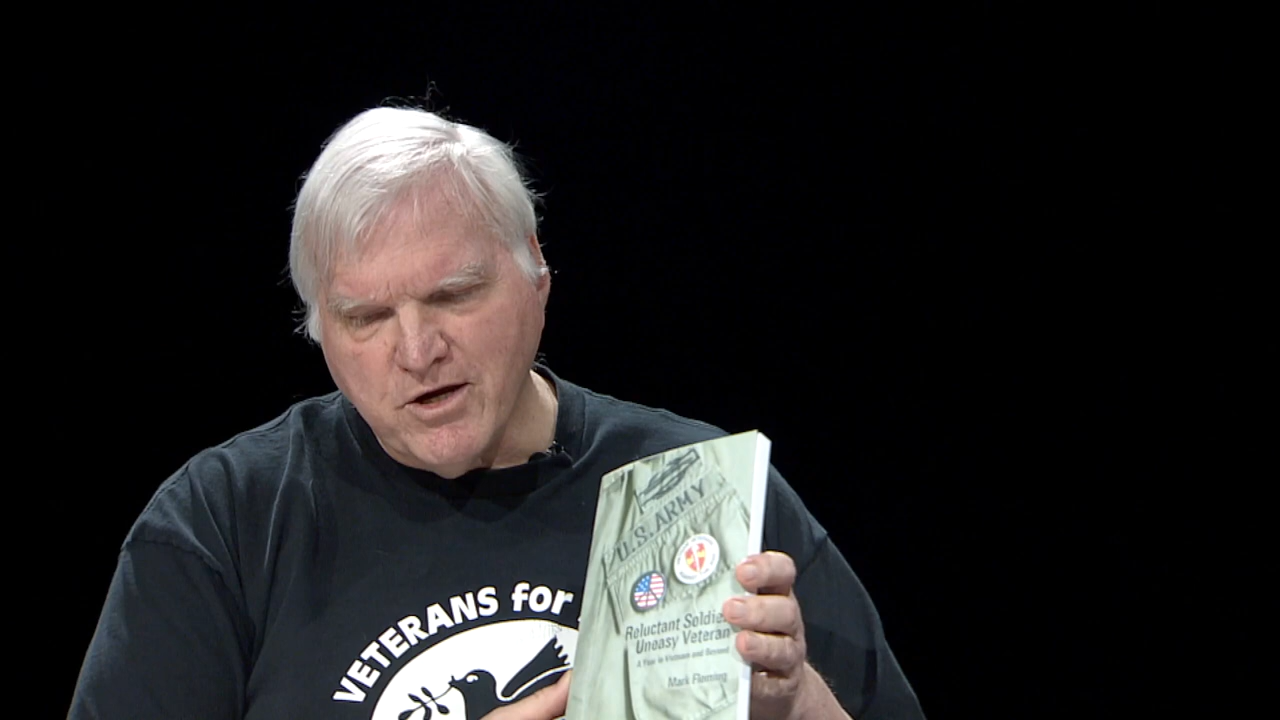 VETERANS for
U.S. ARMY
Reluctant Soldier
Uneasy Veteran
A Year in Vietnam and Beyond
Mark Fleming